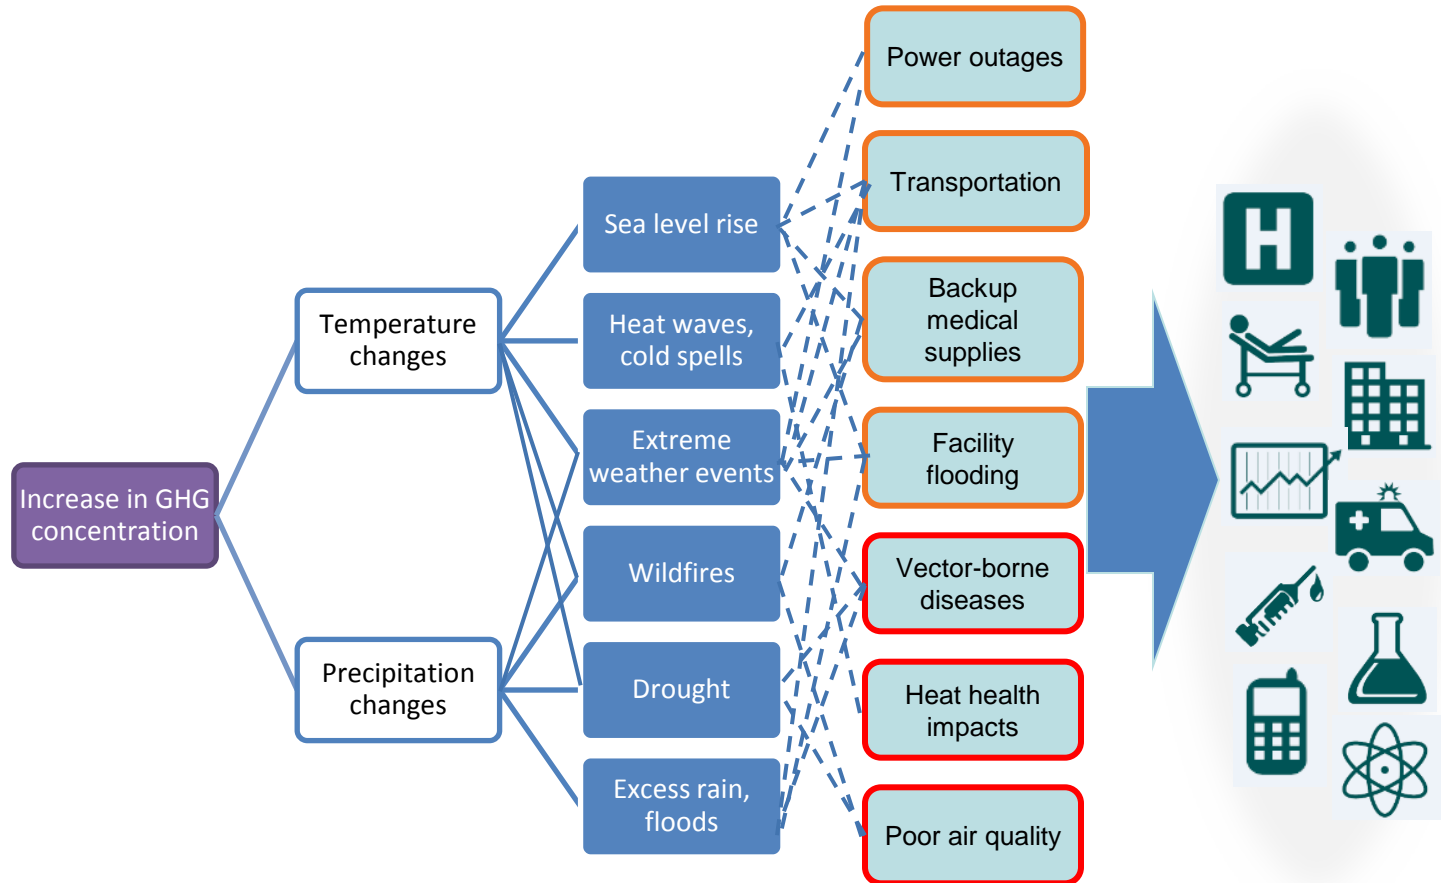 Increase in GHG
concentration
Temperature
changes
Precipitation
changes
Sea level rise
Heat waves,
cold spells
Extreme
weather events
Wildfires
Drought
Excess rain,
floods
Power outages
Transportation
Backup
medical
supplies
Facility
flooding
Vector-borne
diseases
Heat health
impacts
Poor air quality
H